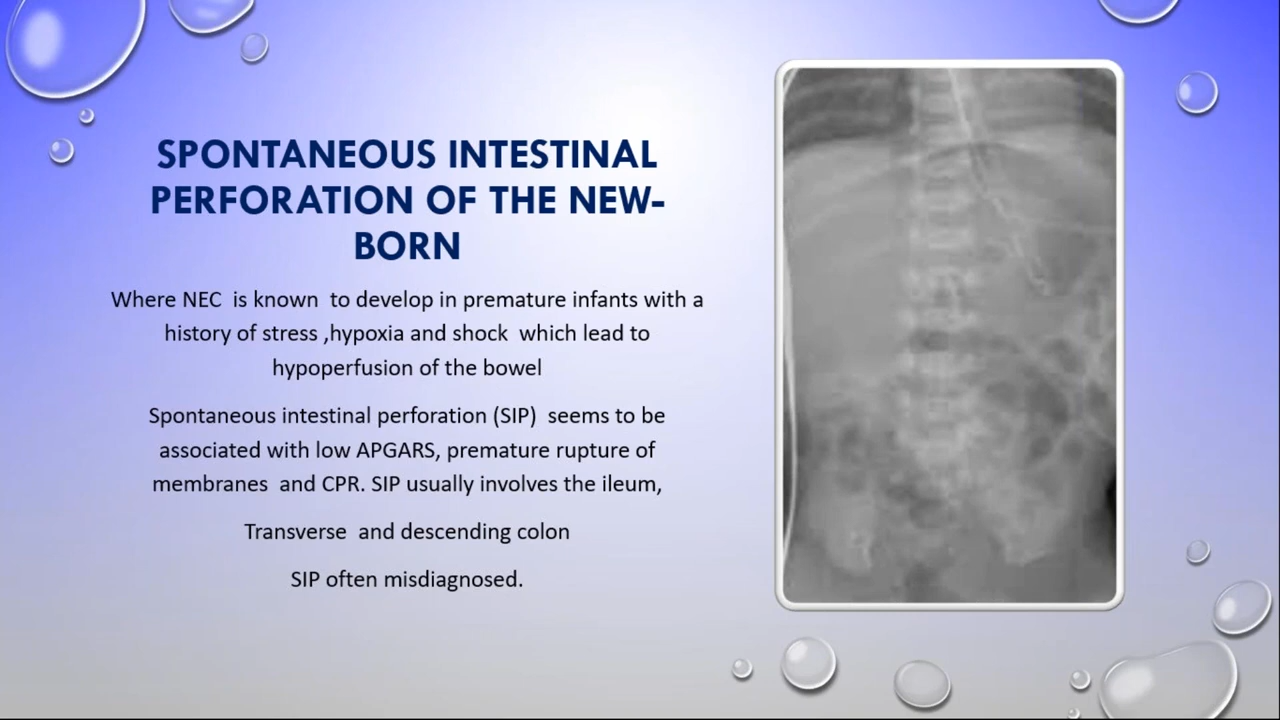 SPONTANEOUS INTESTINAL
PERFORATION OF THE NEW-
BORN
Where NEC is known to develop in premature infants with a
history of stress ,hypoxia and shock which lead to
hypoperfusion of the bowel
Spontaneous intestinal perforation (SIP) seems to be
associated with low APGARS, premature rupture of
membranes and CPR. SIP usually involves the ileum,
Transverse and descending colon
SIP often misdiagnosed.